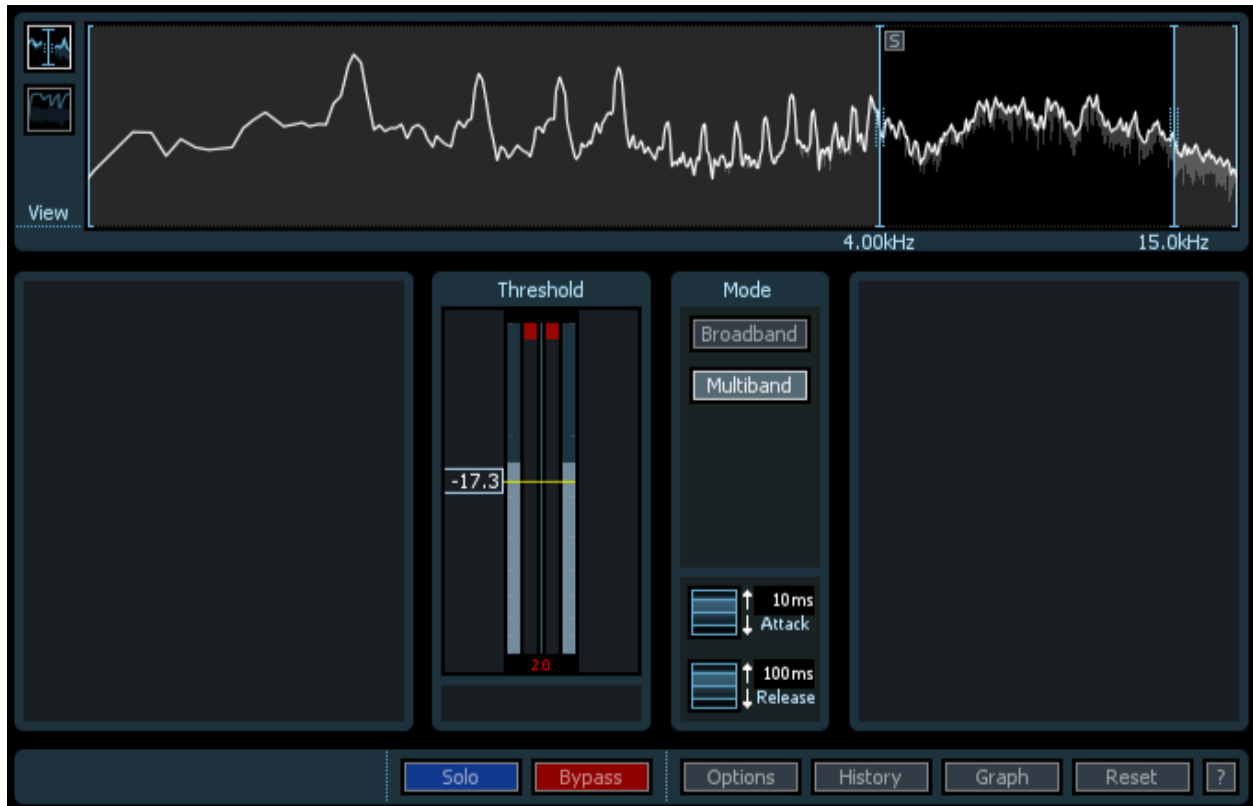 S
View
4.00kHz
15.0kHz
Threshold
Mode
Broadband
Multiband
-17.3
10ms
Attack
2.0
100ms
Release
Solo
Bypass
Options
History
Graph
Reset
?